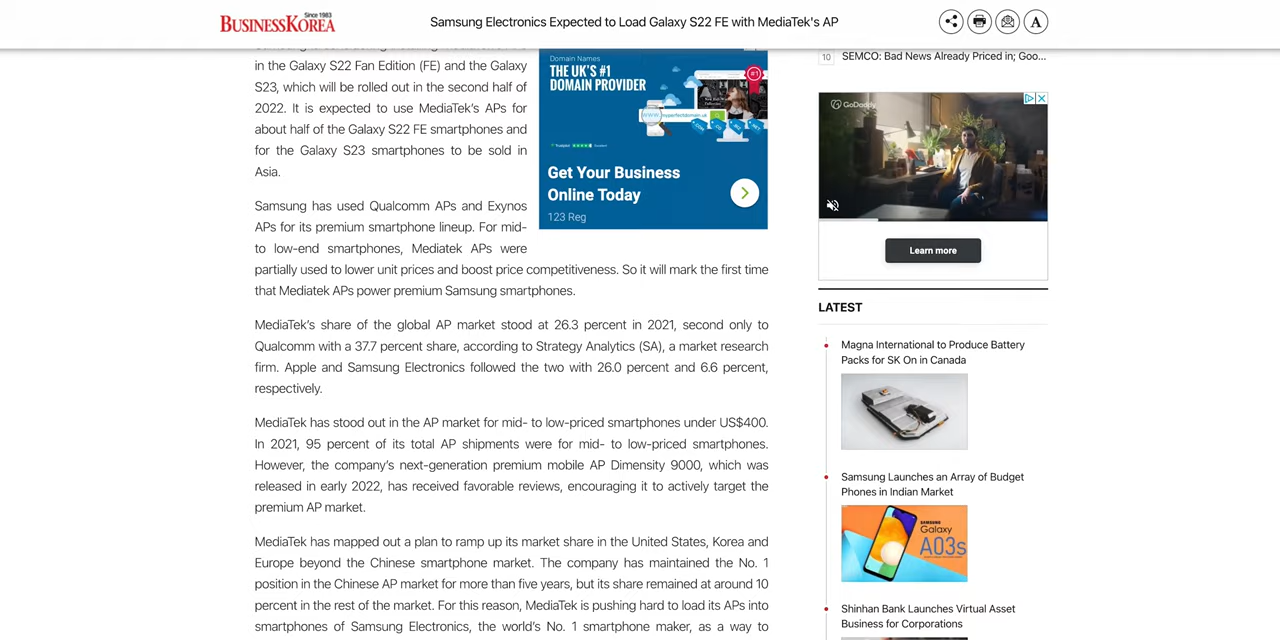 Since 1983
BUSINESSKOREA
Samsung Electronics Expected to Load Galaxy S22 FE with MediaTek's AP
A
in the Galaxy S22 Fan Edition (FE) and the Galaxy
S23, which will be rolled out in the second half of
2022. It is expected to use MediaTek’s APs for
about half of the Galaxy S22 FE smartphones and
for the Galaxy S23 smartphones to be sold in
Asia.
Samsung has used Qualcomm APs and Exynos
APs for its premium smartphone lineup. For mid-
to low-end smartphones, Mediatek APs were
partially used to lower unit prices and boost price competitiveness. So it will mark the first time
that Mediatek APs power premium Samsung smartphones.
MediaTek’s share of the global AP market stood at 26.3 percent in 2021, second only to
Qualcomm with a 37.7 percent share, according to Strategy Analytics (SA), a market research
firm. Apple and Samsung Electronics followed the two with 26.0 percent and 6.6 percent,
respectively.
MediaTek has stood out in the AP market for mid- to low-priced smartphones under US$400.
In 2021, 95 percent of its total AP shipments were for mid- to low-priced smartphones.
However, the company’s next-generation premium mobile AP Dimensity 9000, which was
released in early 2022, has received favorable reviews, encouraging it to actively target the
premium AP market.
MediaTek has mapped out a plan to ramp up its market share in the United States, Korea and
Europe beyond the Chinese smartphone market. The company has maintained the No. 1
position in the Chinese AP market for more than five years, but its share remained at around 10
percent in the rest of the market. For this reason, MediaTek is pushing hard to load its APs into
smartphones of Samsung Electronics, the world’s No. 1 smartphone maker, as a way to
Domain Names
THE UK'S #1
DOMAIN PROVIDER
#1
www.myperfectdomain.uk
Trustpilot
Get Your Business
Online Today
123 Reg
10 SEMCO: Bad News Already Priced in; Goo...
GoDaddy
Learn more
LATEST
Magna International to Produce Battery
Packs for SK On in Canada
Samsung Launches an Array of Budget
Phones in Indian Market
SAMSUNG
Galaxy
A03s
Shinhan Bank Launches Virtual Asset
Business for Corporations